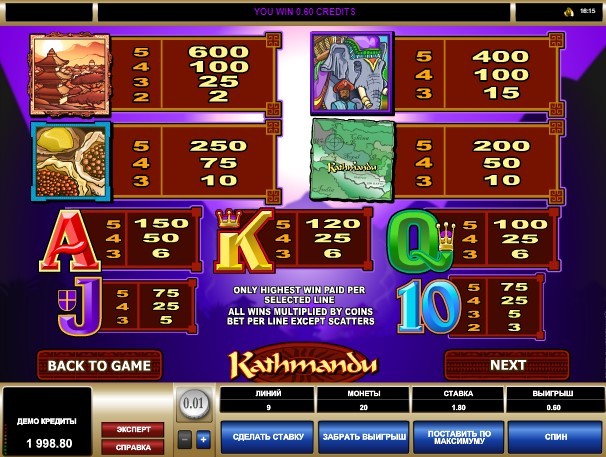 YOU WIN 0.60 CREDITS
16:15
5 600
4 100
3 25
2 2
5 400
4 100
3 15
5 250
4 75
3 10
China
Kathmandu
India
5 200
4 50
3 10
A
5 150
4 50
3 6
K
5 120
4 25
3 6
Q
5 100
4 25
3 6
J
5 75
4 25
3 5
ONLY HIGHEST WIN PAID PER
SELECTED LINE
ALL WINS MULTIPLIED BY COINS
BET PER LINE EXCEPT SCATTERS
10
5 75
4 25
3 5
2 3
BACK TO GAME
Kathmandu
NEXT
ДЕМО КРЕДИТЫ
1 998.80
ЭКСПЕРТ
СПРАВКА
0.01
- +
ЛИНИЙ
9
МОНЕТЫ
20
СТАВКА
1.80
ВЫИГРЫШ
0.60
СДЕЛАТЬ СТАВКУ
ЗАБРАТЬ ВЫИГРЫШ
ПОСТАВИТЬ ПО
МАКСИМУМУ
СПИН